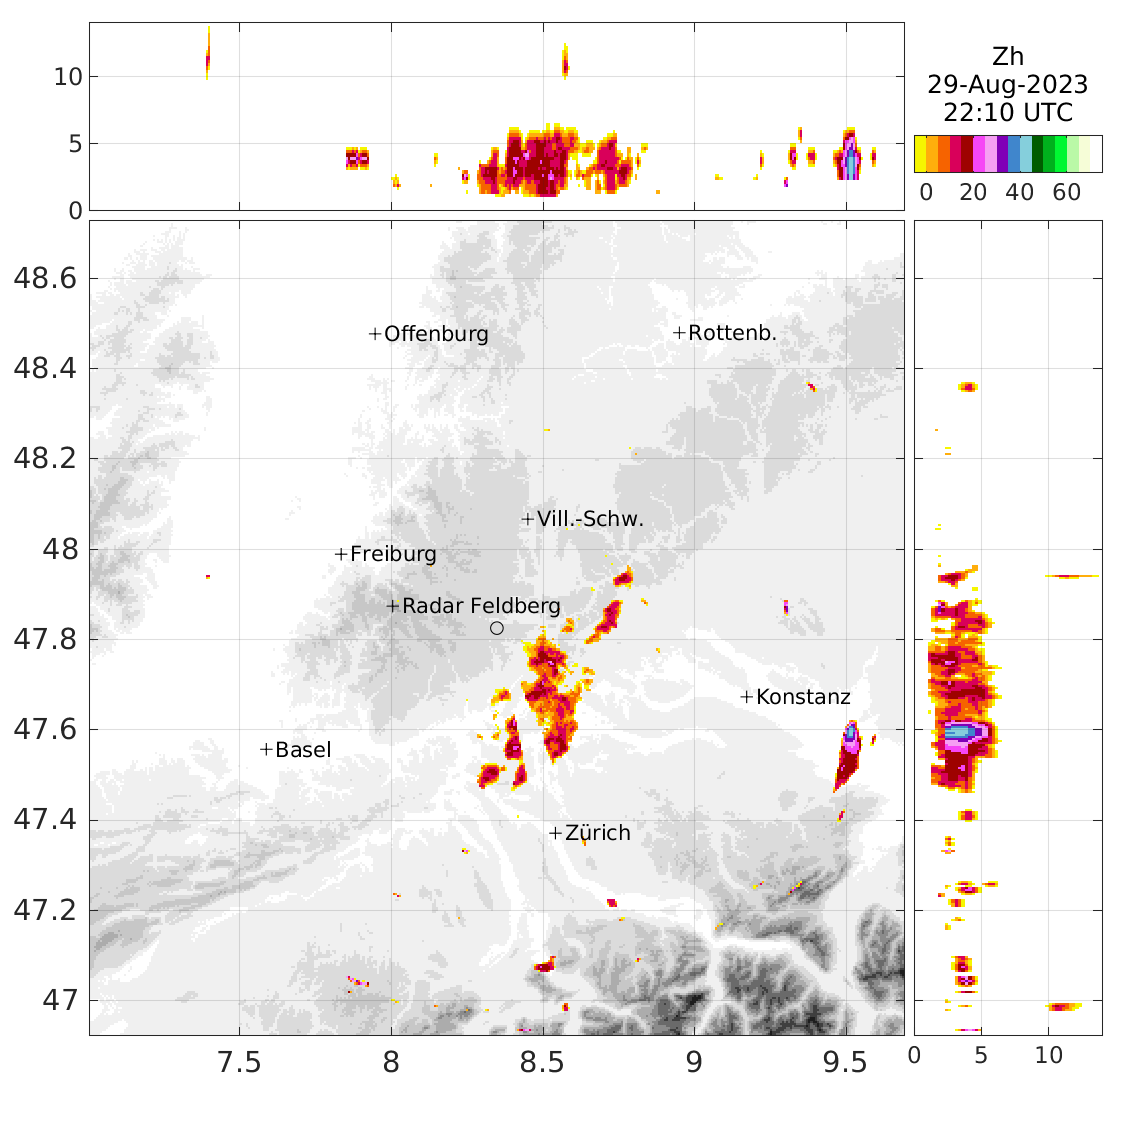 10
5
0
Zh
29-Aug-2023
22:10 UTC
0 20 40 60
48.6
48.4
48.2
48
47.8
47.6
47.4
47.2
47
Offenburg
Rottenb.
Vill.-Schw.
Freiburg
Radar Feldberg
Konstanz
Basel
Zürich
7.5 8 8.5 9 9.5
0 5 10